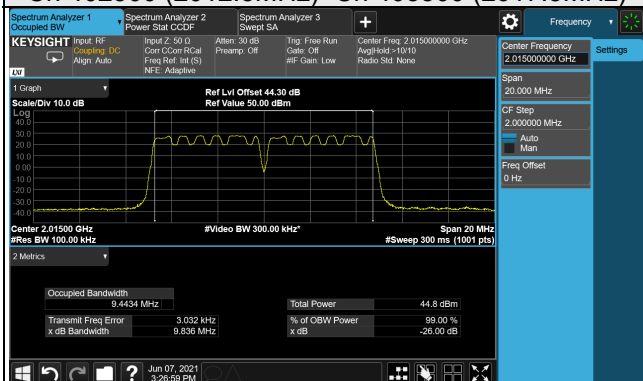 Spectrum Analyzer 1
Occupied BW
Spectrum Analyzer 2
Power Stat CCDF
Spectrum Analyzer 3
Swept SA
Frequency
KEYSIGHT
Input: RF
Coupling: DC
Align: Auto
Input Z: 50 Ω
Corr CCorr RCal
Freq Ref: Int (S)
NFE: Adaptive
Atten: 30 dB
Preamp: Off
Trig: Free Run
Gate: Off
#IF Gain: Low
Center Freq: 2.015000000 GHz
Avg|Hold:>10/10
Radio Std: None
LXI
Center Frequency
2.015000000 GHz
Settings
Span
20.000 MHz
CF Step
2.000000 MHz
Auto
Man
Freq Offset
0 Hz
1 Graph
Scale/Div 10.0 dB
Ref Lvl Offset 44.30 dB
Ref Value 50.00 dBm
Log
40.0
30.0
20.0
10.0
0.00
-10.0
-20.0
-30.0
-40.0
Center 2.01500 GHz
#Res BW 100.00 kHz
#Video BW 300.00 kHz*
Span 20 MHz
#Sweep 300 ms (1001 pts)
2 Metrics
Occupied Bandwidth
9.4434 MHz
Total Power 44.8 dBm
Transmit Freq Error 3.032 kHz
% of OBW Power 99.00 %
x dB Bandwidth 9.836 MHz
x dB -26.00 dB
?
Jun 07, 2021
3:26:59 PM